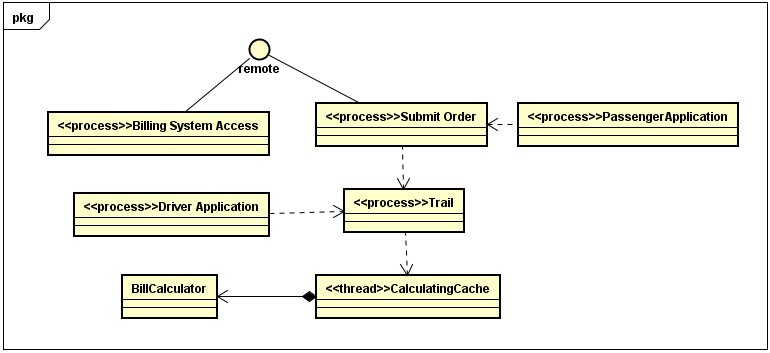 pkg
remote
<<process>>Billing System Access
<<process>>Submit Order
<<process>>PassengerApplication
<<process>>Driver Application
<<process>>Trail
BillCalculator
<<thread>>CalculatingCache